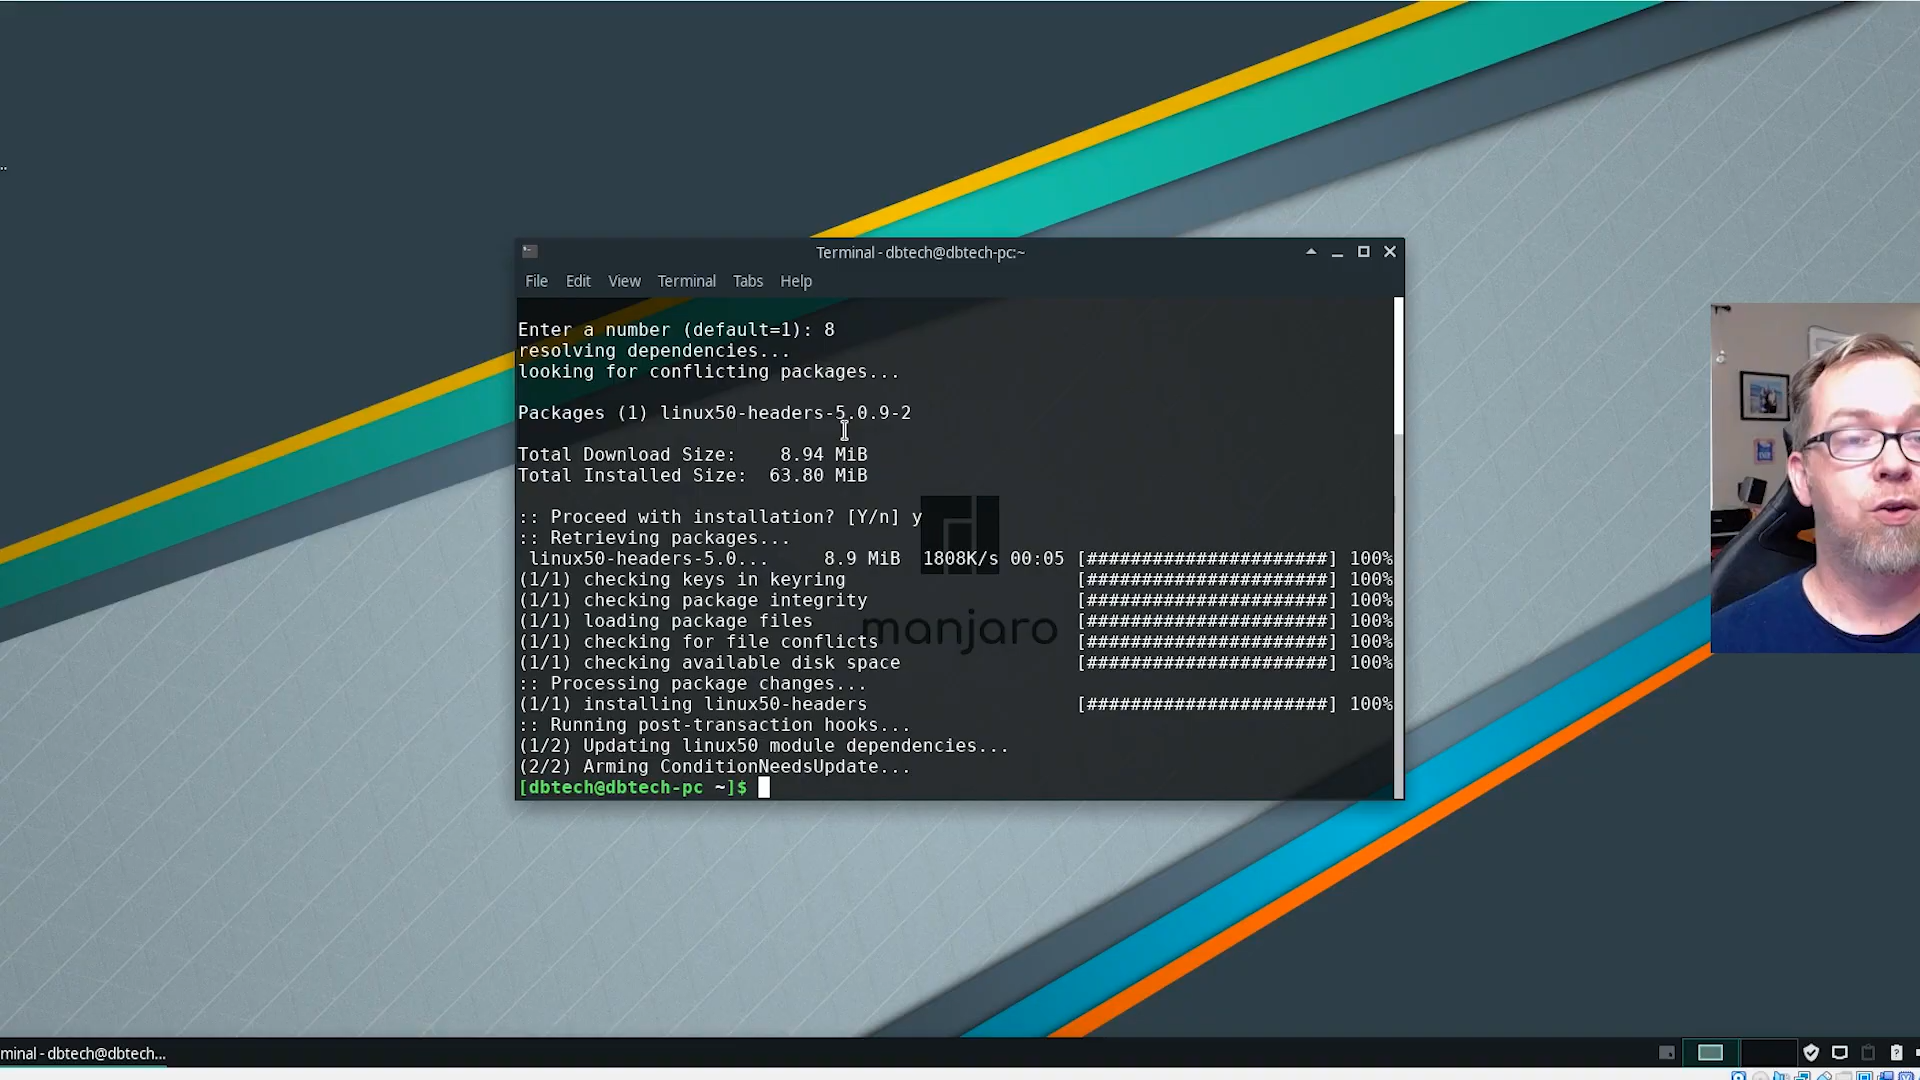 Terminal - dbtech@dbtech-pc:~
File Edit View Terminal Tabs Help
Enter a number (default=1): 8
resolving dependencies...
looking for conflicting packages...
Packages (1) linux50-headers-5.0.9-2
Total Download Size:    8.94 MiB
Total Installed Size:  63.80 MiB
:: Proceed with installation? [Y/n] y
:: Retrieving packages...
linux50-headers-5.0...     8.9 MiB  1808K/s 00:05 [######################] 100%
(1/1) checking keys in keyring                     [######################] 100%
(1/1) checking package integrity                   [######################] 100%
(1/1) loading package files                        [######################] 100%
manjaro
(1/1) checking for file conflicts                  [######################] 100%
(1/1) checking available disk space                [######################] 100%
:: Processing package changes...
(1/1) installing linux50-headers                   [######################] 100%
:: Running post-transaction hooks...
(1/2) Updating linux50 module dependencies...
(2/2) Arming ConditionNeedsUpdate...
[dbtech@dbtech-pc ~]$
minal - dbtech@dbtech...